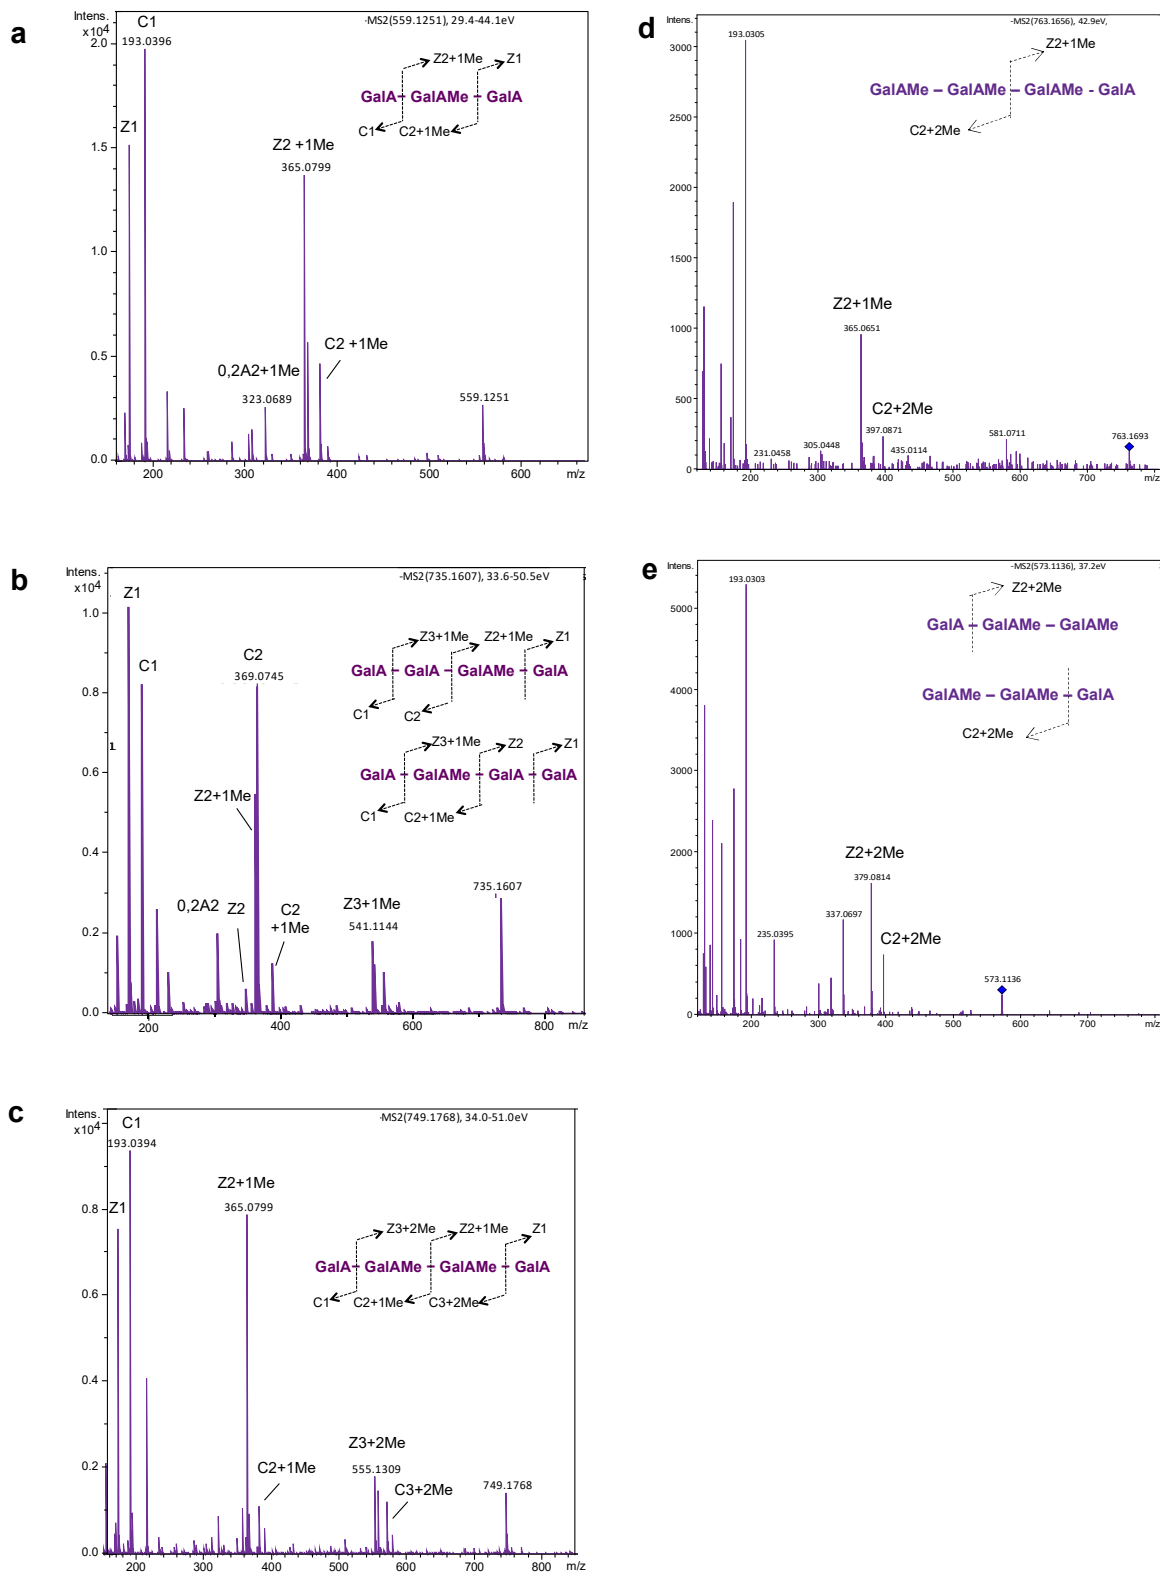 a
Intens.
x10⁴
-MS2(559.1251), 29.4-44.1eV
C1
193.0396
Z1
Z2 +1Me
365.0799
C2 +1Me
0,2A2+1Me
323.0689
559.1251
Z2+1Me
Z1
GalA GalAMe GalA
C1
C2+1Me
2.0
1.5
1.0
0.5
0.0
200 300 400 500 600 m/z
b
Intens.
x10⁴
-MS2(735.1607), 33.6-50.5eV
Z1
C1
C2
369.0745
Z2+1Me
0,2A2
Z2
C2
+1Me
Z3+1Me
541.1144
735.1607
Z3+1Me Z2+1Me Z1
GalA GalA GalAMe GalA
C1 C2
Z3+1Me Z2 Z1
GalA GalAMe GalA GalA
C1 C2+1Me
1.0
0.8
0.6
0.4
0.2
0.0
200 400 600 800 m/z
c
Intens.
x10⁴
-MS2(749.1768), 34.0-51.0eV
C1
193.0394
Z1
Z2+1Me
365.0799
C2+1Me
Z3+2Me
555.1309
C3+2Me
749.1768
Z3+2Me Z2+1Me Z1
GalA GalAMe GalAMe GalA
C1 C2+1Me C3+2Me
0.8
0.6
0.4
0.2
0.0
200 300 400 500 600 700 800 m/z
d
Intens.
-MS2(763.1656), 42.9eV,
193.0305
Z2+1Me
GalAMe – GalAMe – GalAMe - GalA
C2+2Me
Z2+1Me
365.0651
C2+2Me
397.0871
231.0458
305.0448
435.0114
581.0711
763.1693
3000
2500
2000
1500
1000
500
0
200 300 400 500 600 700 m/z
e
Intens.
-MS2(573.1136), 37.2eV
193.0303
Z2+2Me
GalA – GalAMe – GalAMe
GalAMe – GalAMe – GalA
C2+2Me
Z2+2Me
379.0814
337.0697
C2+2Me
235.0395
573.1136
5000
4000
3000
2000
1000
0
200 300 400 500 600 700 m/z